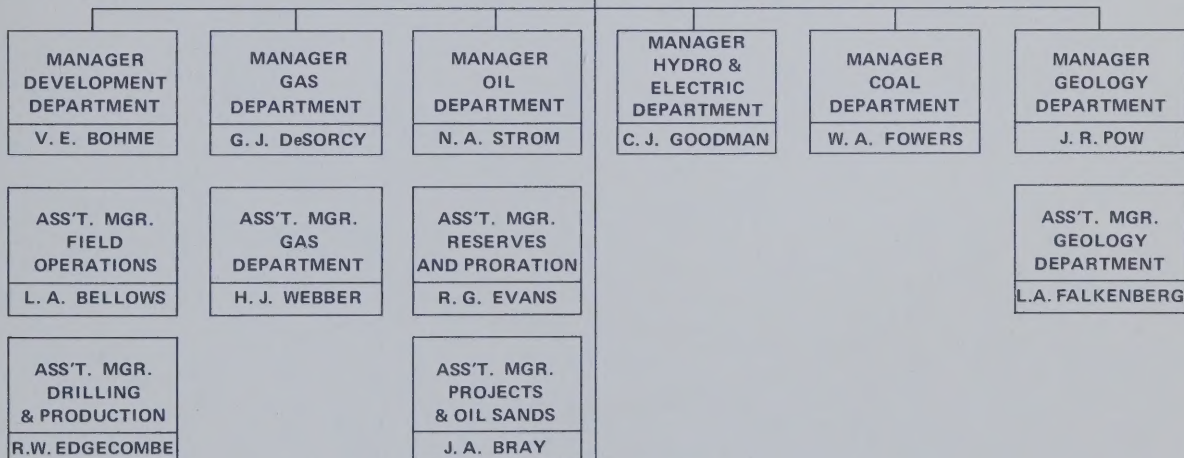 MANAGER
DEVELOPMENT
DEPARTMENT
V. E. BOHME
MANAGER
GAS
DEPARTMENT
G. J. DeSORCY
MANAGER
OIL
DEPARTMENT
N. A. STROM
MANAGER
HYDRO &
ELECTRIC
DEPARTMENT
C. J. GOODMAN
MANAGER
COAL
DEPARTMENT
W. A. FOWERS
MANAGER
GEOLOGY
DEPARTMENT
J. R. POW
ASS'T. MGR.
FIELD
OPERATIONS
L. A. BELLOWS
ASS'T. MGR.
GAS
DEPARTMENT
H. J. WEBBER
ASS'T. MGR.
RESERVES
AND PRORATION
R. G. EVANS
ASS'T. MGR.
GEOLOGY
DEPARTMENT
L.A. FALKENBERG
ASS'T. MGR.
DRILLING
& PRODUCTION
R.W. EDGECOMBE
ASS'T. MGR.
PROJECTS
& OIL SANDS
J. A. BRAY